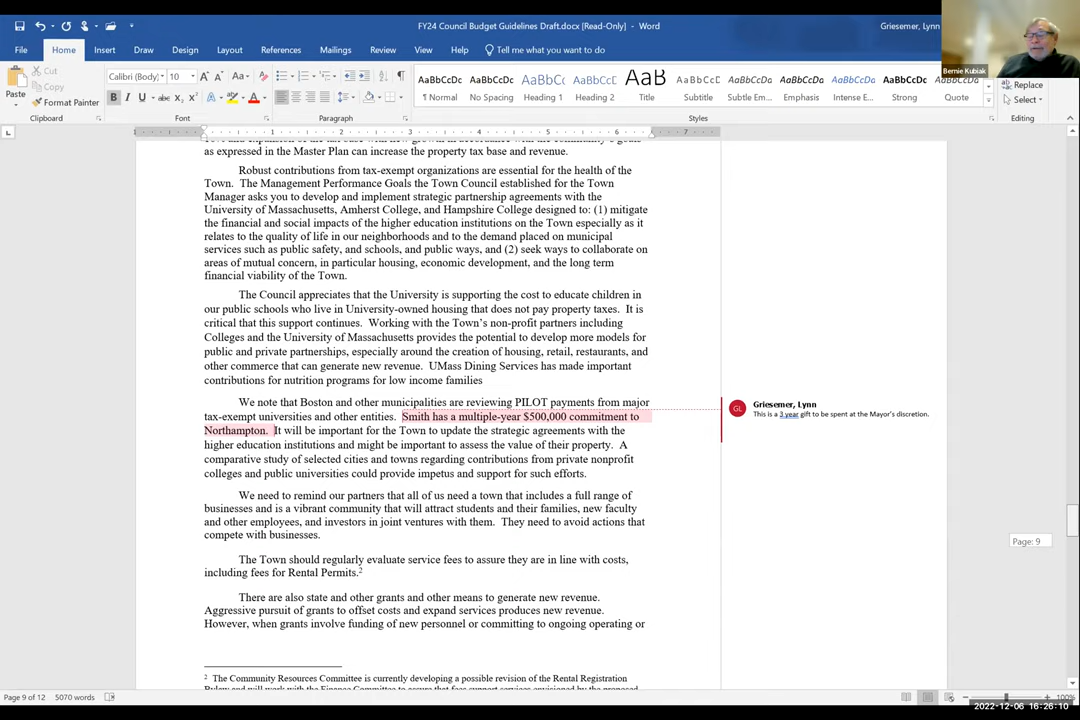 FY24 Council Budget Guidelines Draft.docx [Read-Only] - Word
Griesemer, Lynn
File Home Insert Draw Design Layout References Mailings Review View Help Tell me what you want to do
Bernie Kubiak
Paste
Cut
Copy
Format Painter
Clipboard
Calibri (Body) 10
Font
Paragraph
AaBbCcDc AaBbCcDc AaBbCc AaBbCcDc AaB AaBbCcDc AaBbCcDc AaBbCcDc AaBbCcDc AaBbCcDc AaBbCcDc
¶ Normal No Spacing Heading 1 Heading 2 Title Subtitle Subtle Em... Emphasis Intense E... Strong Quote
Styles
Replace
Select
Editing
1 1 2 3 4 5 6 7
as expressed in the Master Plan can increase the property tax base and revenue.
Robust contributions from tax-exempt organizations are essential for the health of the
Town. The Management Performance Goals the Town Council established for the Town
Manager asks you to develop and implement strategic partnership agreements with the
University of Massachusetts, Amherst College, and Hampshire College designed to: (1) mitigate
the financial and social impacts of the higher education institutions on the Town especially as it
relates to the quality of life in our neighborhoods and to the demand placed on municipal
services such as public safety, and schools, and public ways, and (2) seek ways to collaborate on
areas of mutual concern, in particular housing, economic development, and the long term
financial viability of the Town.
The Council appreciates that the University is supporting the cost to educate children in
our public schools who live in University-owned housing that does not pay property taxes. It is
critical that this support continues. Working with the Town's non-profit partners including
Colleges and the University of Massachusetts provides the potential to develop more models for
public and private partnerships, especially around the creation of housing, retail, restaurants, and
other commerce that can generate new revenue. UMass Dining Services has made important
contributions for nutrition programs for low income families
We note that Boston and other municipalities are reviewing PILOT payments from major
tax-exempt universities and other entities. Smith has a multiple-year $500,000 commitment to
Northampton. It will be important for the Town to update the strategic agreements with the
higher education institutions and might be important to assess the value of their property. A
comparative study of selected cities and towns regarding contributions from private nonprofit
colleges and public universities could provide impetus and support for such efforts.
GL Griesemer, Lynn
This is a 3 year gift to be spent at the Mayor's discretion.
We need to remind our partners that all of us need a town that includes a full range of
businesses and is a vibrant community that will attract students and their families, new faculty
and other employees, and investors in joint ventures with them. They need to avoid actions that
compete with businesses.
The Town should regularly evaluate service fees to assure they are in line with costs,
including fees for Rental Permits.2
There are also state and other grants and other means to generate new revenue.
Aggressive pursuit of grants to offset costs and expand services produces new revenue.
However, when grants involve funding of new personnel or committing to ongoing operating or
2 The Community Resources Committee is currently developing a possible revision of the Rental Registration
Page: 9
Page 9 of 12 5070 words
100%
2022-12-06 16:26:10